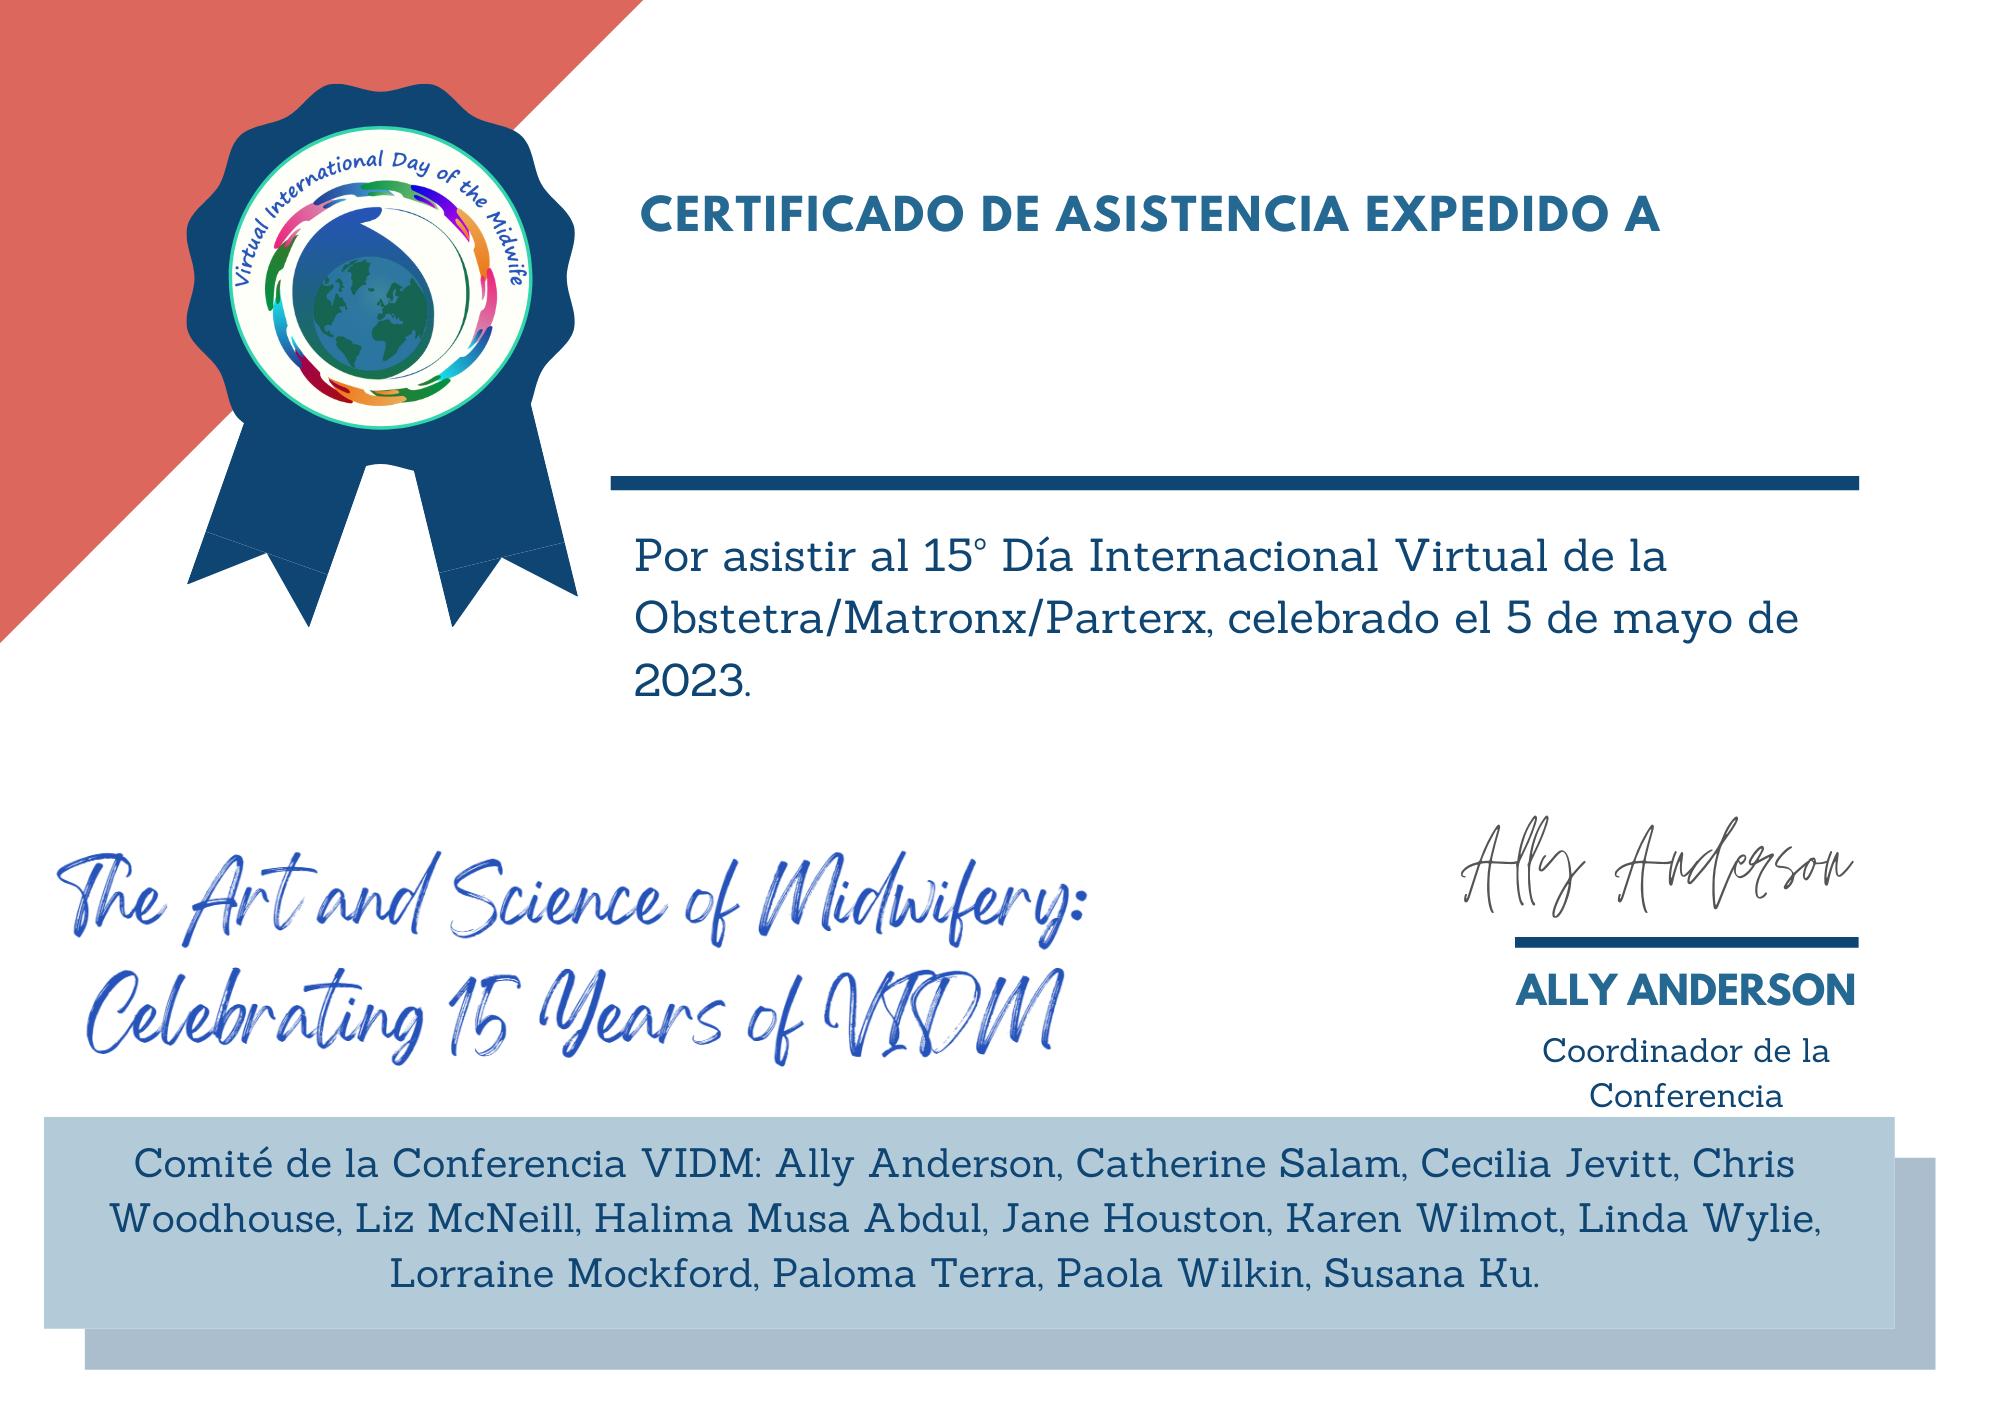 Virtual International Day of the Midwife
CERTIFICADO DE ASISTENCIA EXPEDIDO A
Por asistir al 15° Día Internacional Virtual de la
Obstetra/Matronx/Parterx, celebrado el 5 de mayo de
2023.
The Art and Science of Midwifery:
Celebrating 15 Years of VIDM
Ally Anderson
ALLY ANDERSON
Coordinador de la
Conferencia
Comité de la Conferencia VIDM: Ally Anderson, Catherine Salam, Cecilia Jevitt, Chris
Woodhouse, Liz McNeill, Halima Musa Abdul, Jane Houston, Karen Wilmot, Linda Wylie,
Lorraine Mockford, Paloma Terra, Paola Wilkin, Susana Ku.